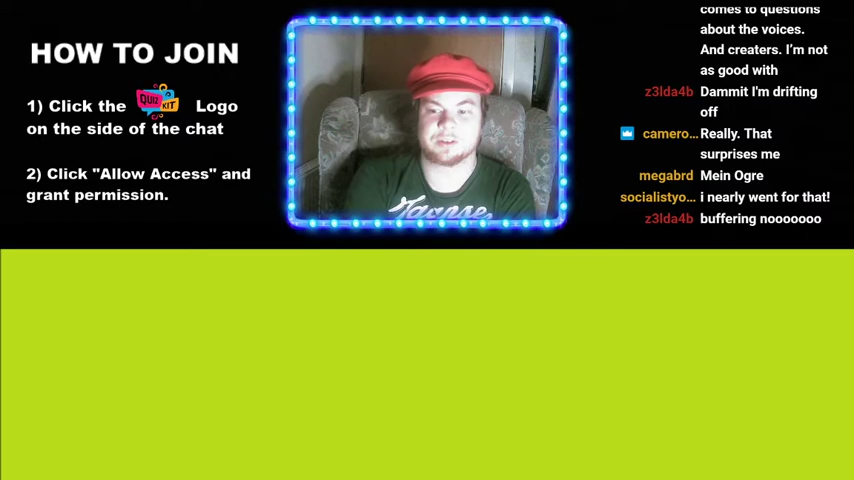 HOW TO JOIN
1) Click the QUIZ KIT Logo
on the side of the chat
2) Click "Allow Access" and
grant permission.
comes to questions
about the voices.
And creaters. I'm not
as good with
z3lda4b Dammit I'm drifting
off
camero... Really. That
surprises me
megabrd Mein Ogre
socialistyo... i nearly went for that!
z3lda4b buffering nooooooo